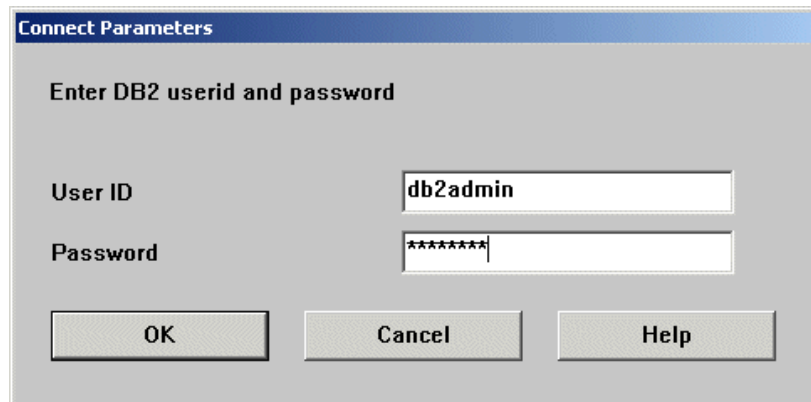 Connect Parameters
Enter DB2 userid and password
User ID
db2admin
Password
********
OK
Cancel
Help